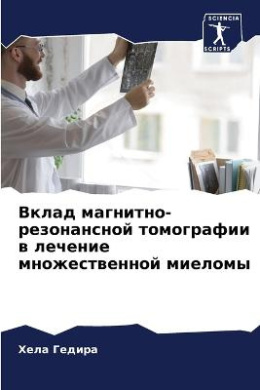 SCIENCIA
SCRIPTS
Вклад магнитно-
резонансной томографии
в лечение
множественной миеломы
Хела Гедира